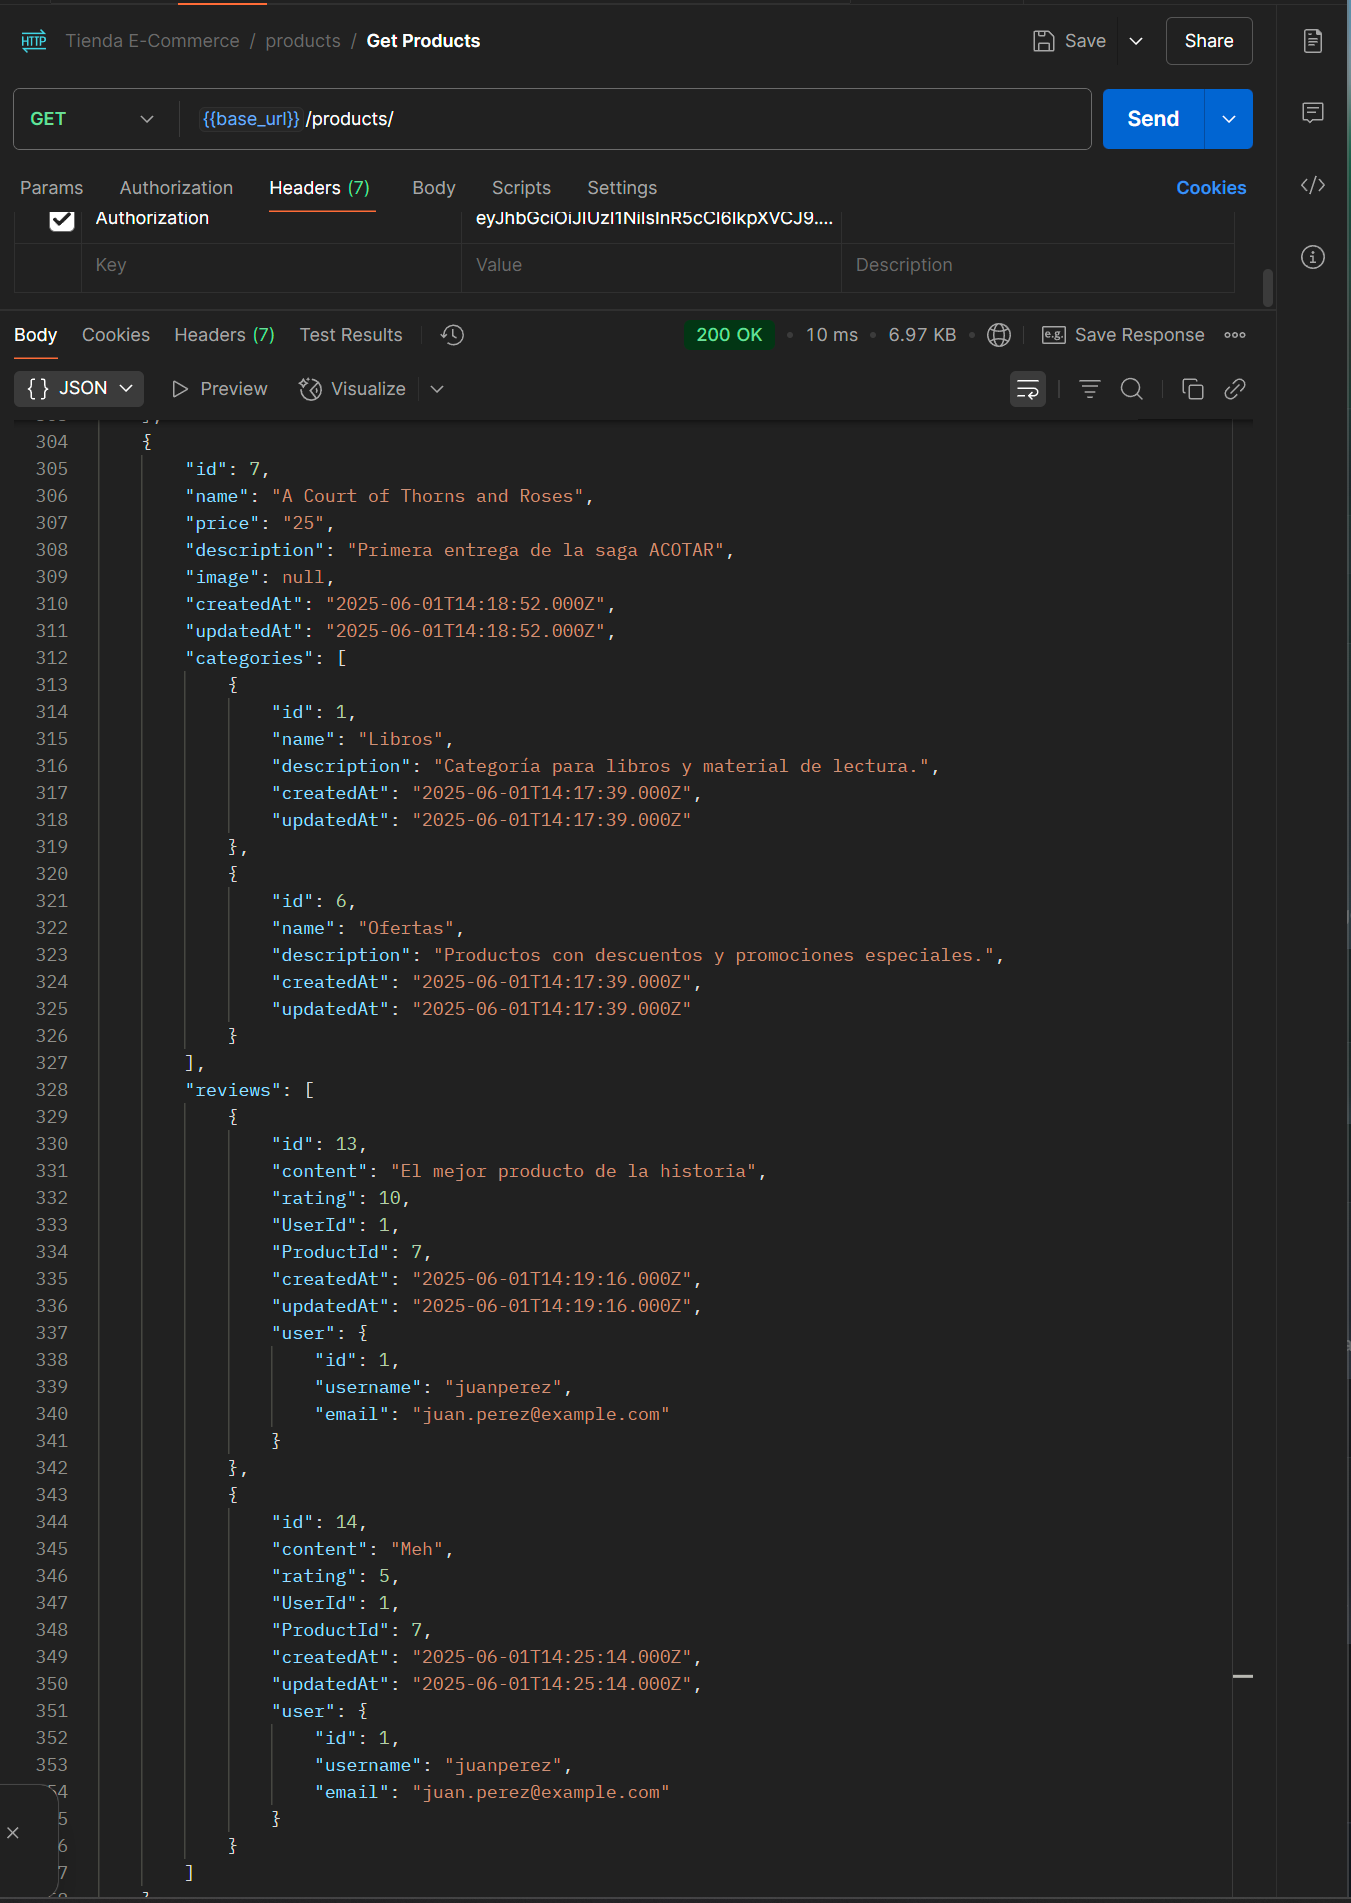 HTTP Tienda E-Commerce / products / Get Products Save Share
GET {{base_url}} /products/ Send
Params Authorization Headers (7) Body Scripts Settings Cookies
Authorization
Key Value Description
Body Cookies Headers (7) Test Results 200 OK • 10 ms • 6.97 KB • e.g. Save Response
{} JSON Preview Visualize
304 {
305 "id": 7,
306 "name": "A Court of Thorns and Roses",
307 "price": "25",
308 "description": "Primera entrega de la saga ACOTAR",
309 "image": null,
310 "createdAt": "2025-06-01T14:18:52.000Z",
311 "updatedAt": "2025-06-01T14:18:52.000Z",
312 "categories": [
313 {
314 "id": 1,
315 "name": "Libros",
316 "description": "Categoría para libros y material de lectura.",
317 "createdAt": "2025-06-01T14:17:39.000Z",
318 "updatedAt": "2025-06-01T14:17:39.000Z"
319 },
320 {
321 "id": 6,
322 "name": "Ofertas",
323 "description": "Productos con descuentos y promociones especiales.",
324 "createdAt": "2025-06-01T14:17:39.000Z",
325 "updatedAt": "2025-06-01T14:17:39.000Z"
326 }
327 ],
328 "reviews": [
329 {
330 "id": 13,
331 "content": "El mejor producto de la historia",
332 "rating": 10,
333 "UserId": 1,
334 "ProductId": 7,
335 "createdAt": "2025-06-01T14:19:16.000Z",
336 "updatedAt": "2025-06-01T14:19:16.000Z",
337 "user": {
338 "id": 1,
339 "username": "juanperez",
340 "email": "juan.perez@example.com"
341 }
342 },
343 {
344 "id": 14,
345 "content": "Meh",
346 "rating": 5,
347 "UserId": 1,
348 "ProductId": 7,
349 "createdAt": "2025-06-01T14:25:14.000Z",
350 "updatedAt": "2025-06-01T14:25:14.000Z",
351 "user": {
352 "id": 1,
353 "username": "juanperez",
54 "email": "juan.perez@example.com"
5 }
6 }
7 ]